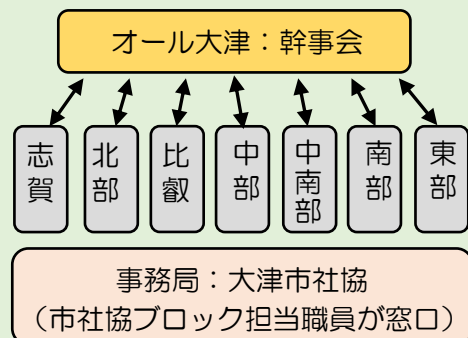 オール大津：幹事会
志賀
北部
比叡
中部
中南部
南部
東部
事務局：大津市社協
（市社協ブロック担当職員が窓口）